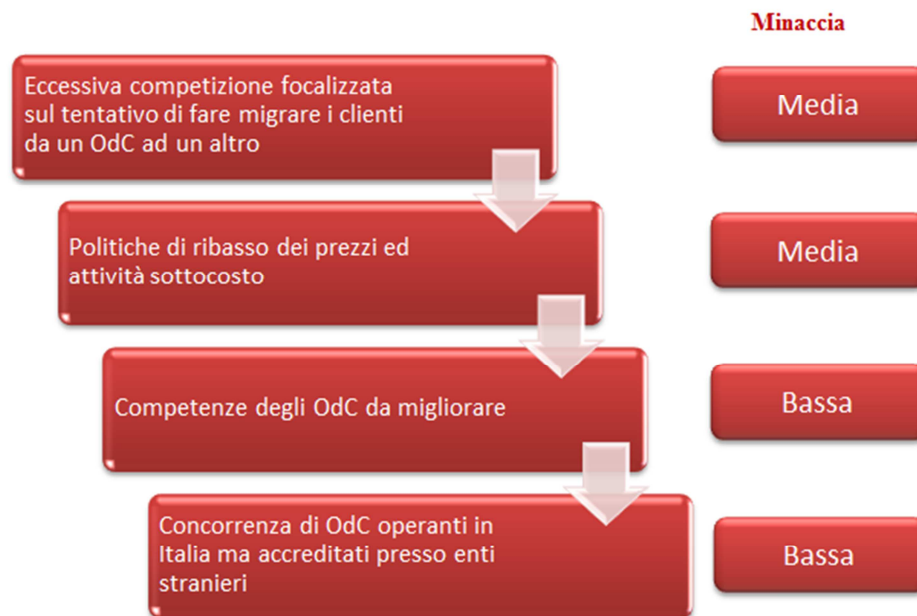 Minaccia
Eccessiva competizione focalizzata
sul tentativo di fare migrare i clienti
da un OdC ad un altro
Media
Politiche di ribasso dei prezzi ed
attività sottocosto
Media
Competenze degli OdC da migliorare
Bassa
Concorrenza di OdC operanti in
Italia ma accreditati presso enti
stranieri
Bassa